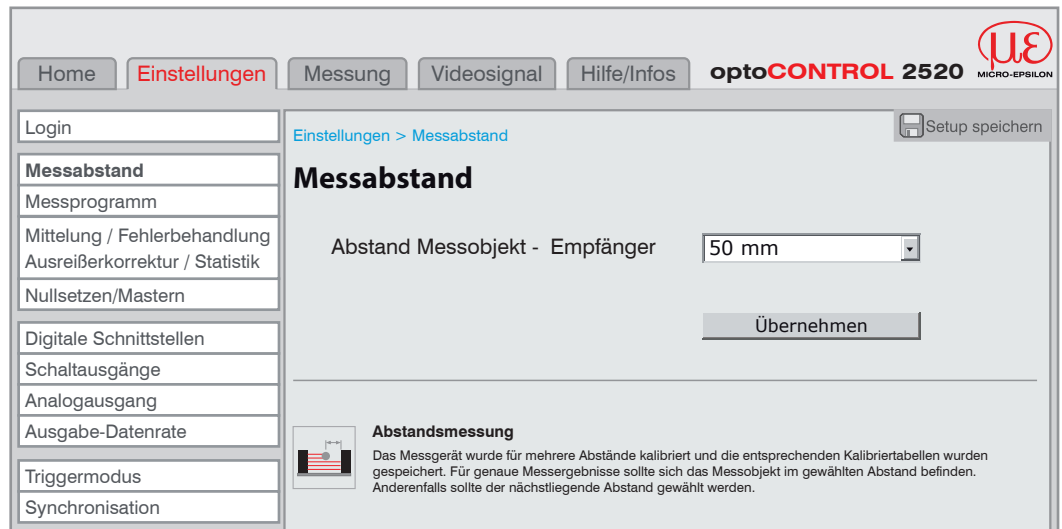 Home
Einstellungen
Messung
Videosignal
Hilfe/Infos
optoCONTROL 2520
με
MICRO-EPSILON
Login
Messabstand
Messprogramm
Mittelung / Fehlerbehandlung
Ausreißerkorrektur / Statistik
Nullsetzen/Mastern
Digitale Schnittstellen
Schaltausgänge
Analogausgang
Ausgabe-Datenrate
Triggermodus
Synchronisation
Einstellungen > Messabstand
Setup speichern
Messabstand
Abstand Messobjekt - Empfänger
50 mm
Übernehmen
Abstandsmessung
Das Messgerät wurde für mehrere Abstände kalibriert und die entsprechenden Kalibriertabellen wurden
gespeichert. Für genaue Messergebnisse sollte sich das Messobjekt im gewählten Abstand befinden.
Anderenfalls sollte der nächstliegende Abstand gewählt werden.